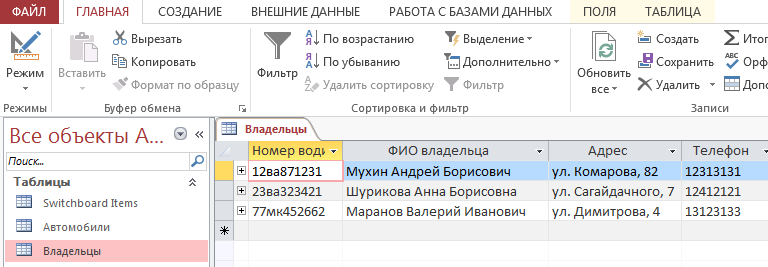 ФАЙЛ ГЛАВНАЯ СОЗДАНИЕ ВНЕШНИЕ ДАННЫЕ РАБОТА С БАЗАМИ ДАННЫХ ПОЛЯ ТАБЛИЦА
Режим
Режимы
Вставить
Вырезать
Копировать
Формат по образцу
Буфер обмена
Фильтр
По возрастанию
По убыванию
Удалить сортировку
Выделение
Дополнительно
Фильтр
Сортировка и фильтр
Обновить
все
Создать
Сохранить
Удалить
Итог
Орф
Допо
Записи
Все объекты A...
Поиск...
Таблицы
Switchboard Items
Автомобили
Владельцы
Владельцы
Номер води ФИО владельца Адрес Телефон
12ва871231 Мухин Андрей Борисович ул. Комарова, 82 12313131
23ва323421 Шурикова Анна Борисовна ул. Сагайдачного, 7 12412121
77мк452662 Маранов Валерий Иванович ул. Димитрова, 4 13123133